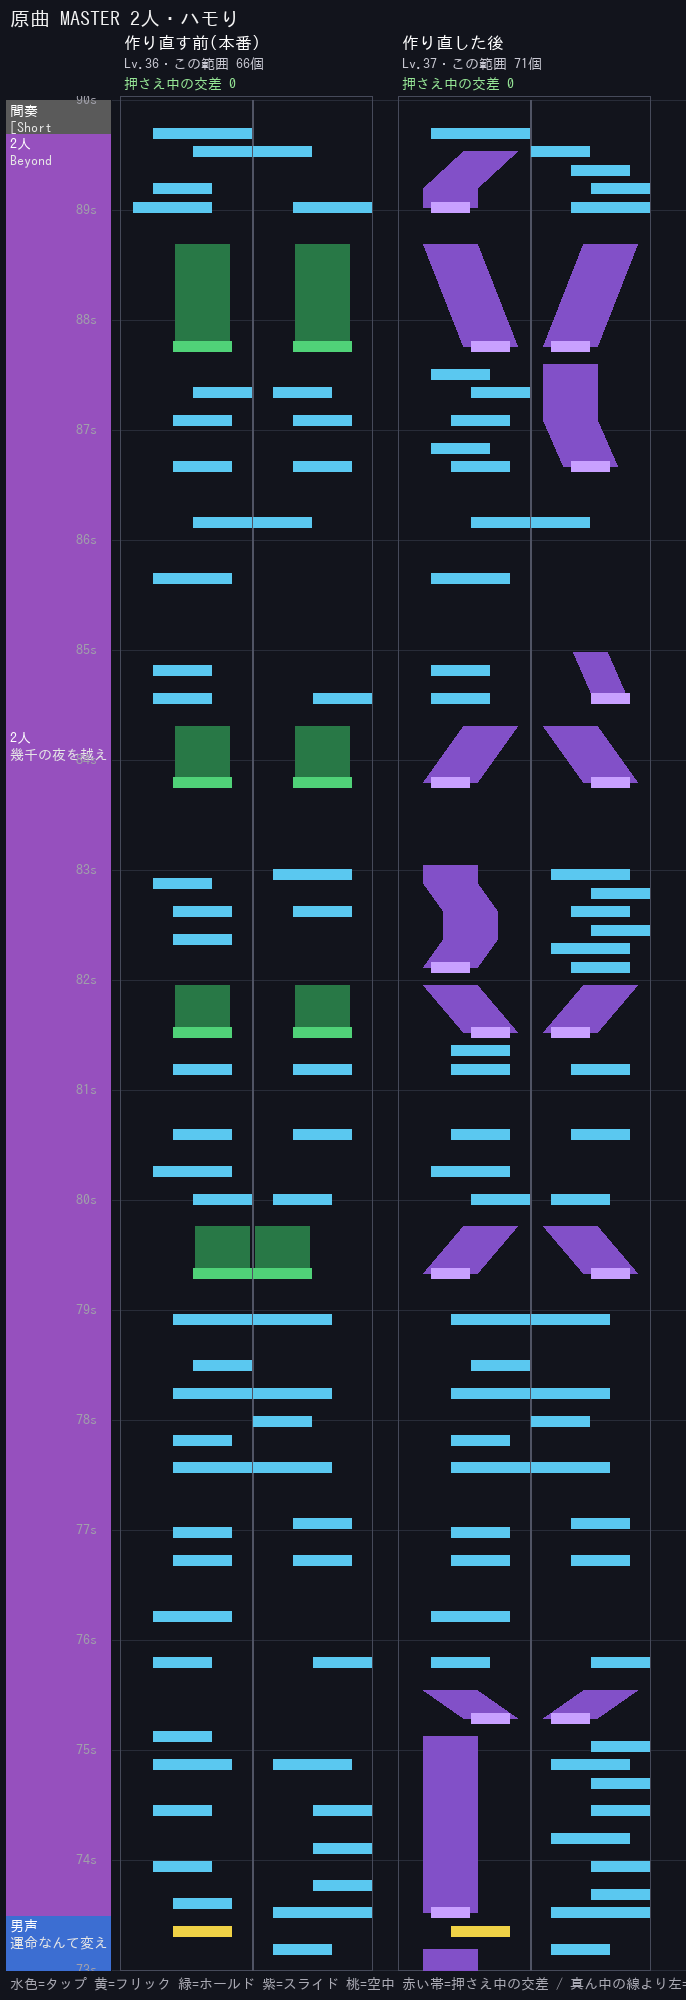 原曲 MASTER 2人・ハモり
作り直す前(本番)
Lv.36・この範囲 66個
押さえ中の交差 0
作り直した後
Lv.37・この範囲 71個
押さえ中の交差 0
90s
間奏
[Short
2人
Beyond
89s
88s
87s
86s
85s
2人
幾千の夜を越え
84s
83s
82s
81s
80s
79s
78s
77s
76s
75s
74s
男声
運命なんて変え
73s
水色=タップ 黄=フリック 緑=ホールド 紫=スライド 桃=空中 赤い帯=押さえ中の交差 / 真ん中の線より左=